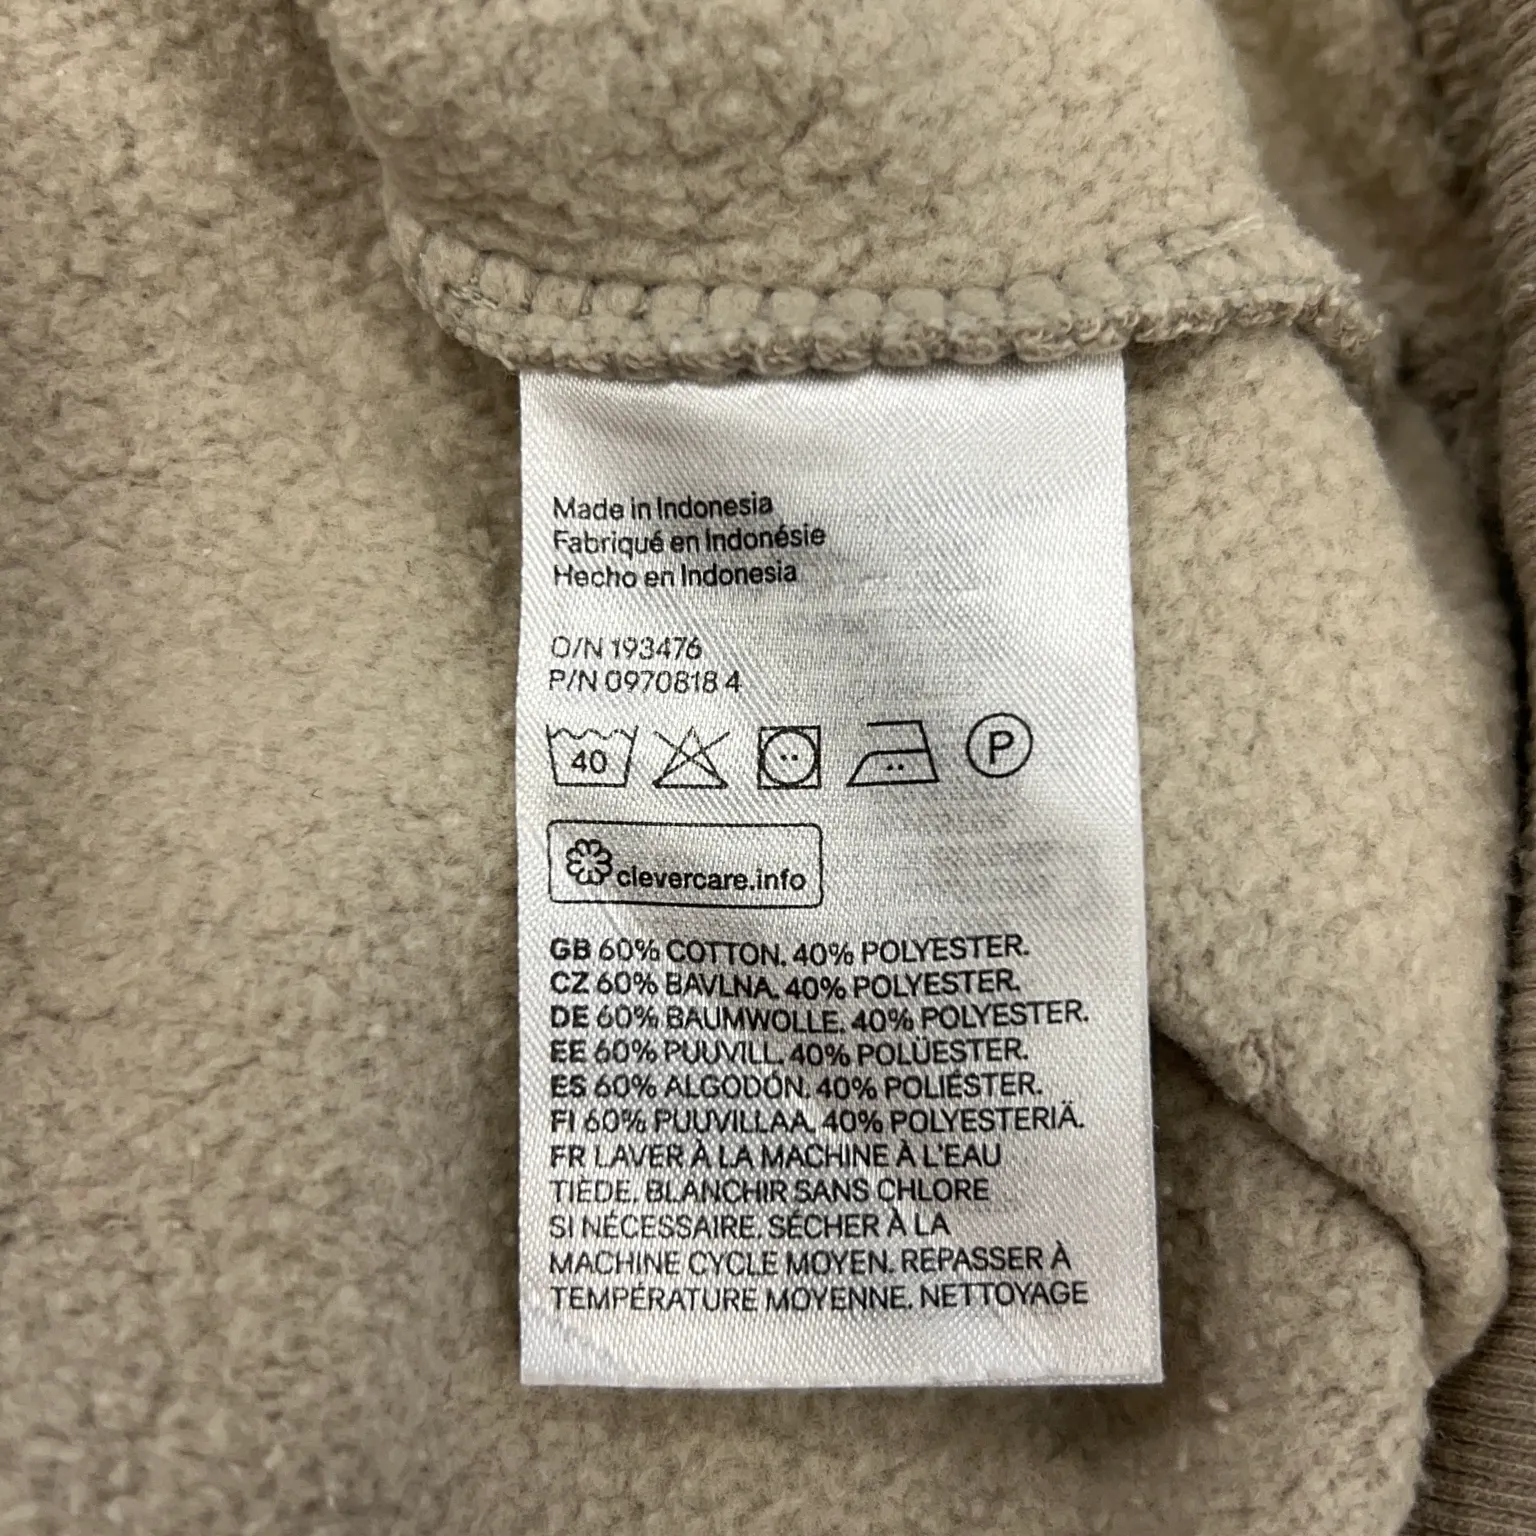 Made in Indonesia
Fabriqué en Indonésie
Hecho en Indonesia
O/N 193476
P/N 0970818 4
40
P
clevercare.info
GB 60% COTTON. 40% POLYESTER.
CZ 60% BAVLNA. 40% POLYESTER.
DE 60% BAUMWOLLE. 40% POLYESTER.
EE 60% PUUVILL. 40% POLÜESTER.
ES 60% ALGODÓN. 40% POLIÉSTER.
FI 60% PUUVILLAA. 40% POLYESTERIÄ.
FR LAVER À LA MACHINE À L'EAU
TIÈDE. BLANCHIR SANS CHLORE
SI NÉCESSAIRE. SÉCHER À LA
MACHINE CYCLE MOYEN. REPASSER À
TEMPÉRATURE MOYENNE. NETTOYAGE